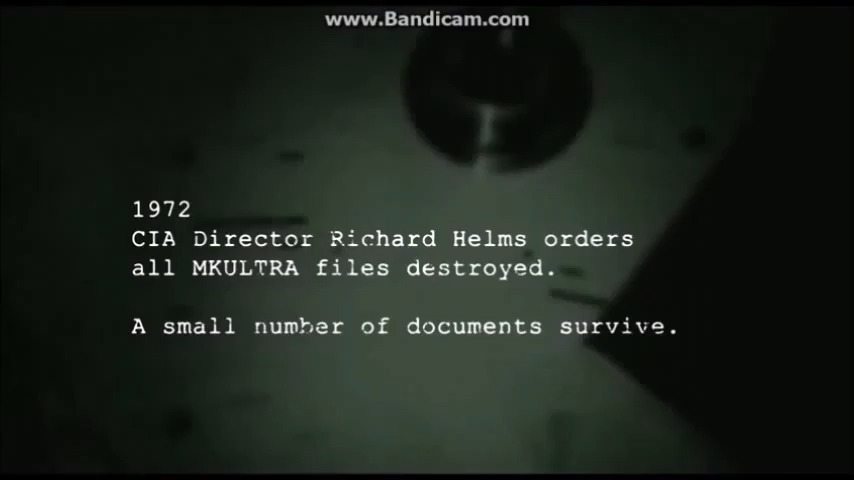 www.Bandicam.com
1972
CIA Director Richard Helms orders
all MKULTRA files destroyed.
A small number of documents survive.